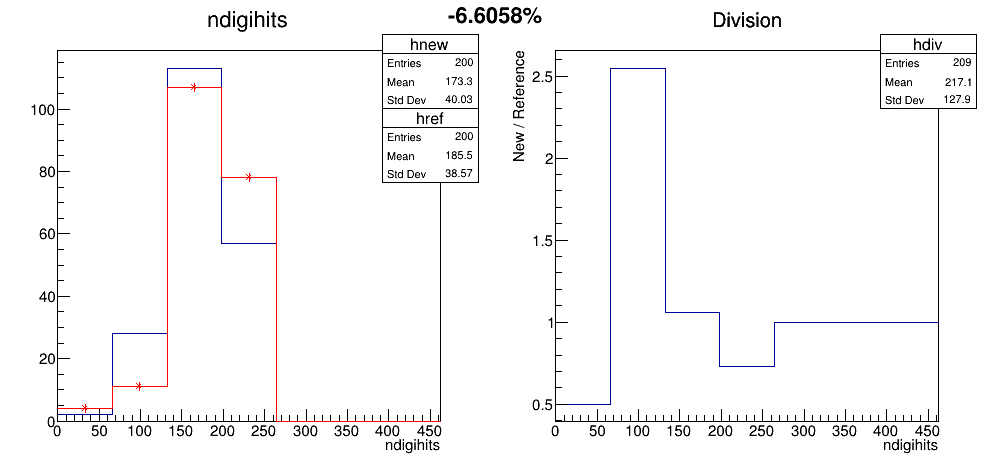 -6.6058%
ndigihits
hnew
Entries 200
Mean 173.3
Std Dev 40.03
href
Entries 200
Mean 185.5
Std Dev 38.57
100
80
60
40
20
0
0 50 100 150 200 250 300 350 400 450
ndigihits
Division
hdiv
Entries 209
Mean 217.1
Std Dev 127.9
New / Reference
2.5
2
1.5
1
0.5
0 50 100 150 200 250 300 350 400 450
ndigihits